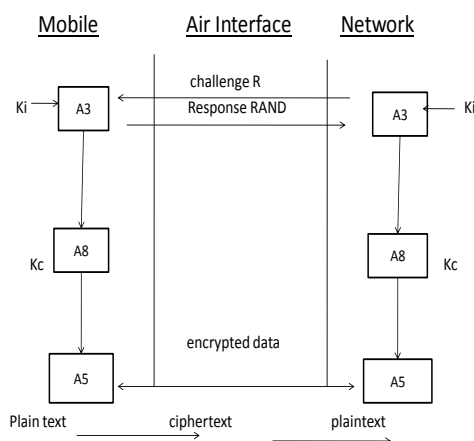 Mobile Air Interface Network
challenge R
Ki A3 Response RAND A3 Ki
A8 A8
Kc Kc
encrypted data
A5 A5
Plain text ciphertext plaintext